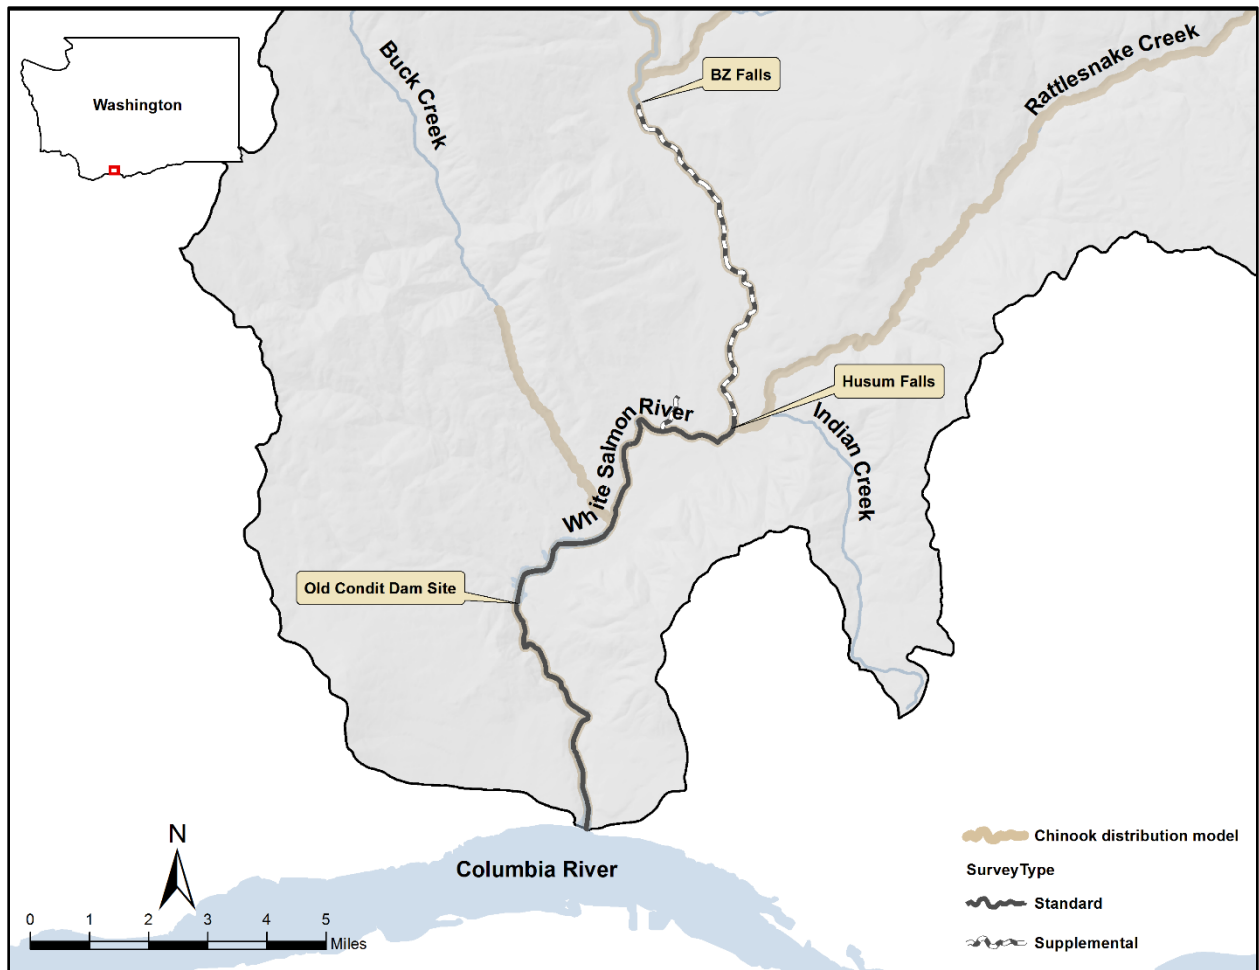 Washington
Buck Creek
BZ Falls
Rattlesnake Creek
Husum Falls
White Salmon River
Indian Creek
Old Condit Dam Site
Columbia River
N
0 1 2 3 4 5
Miles
Chinook distribution model
SurveyType
Standard
Supplemental